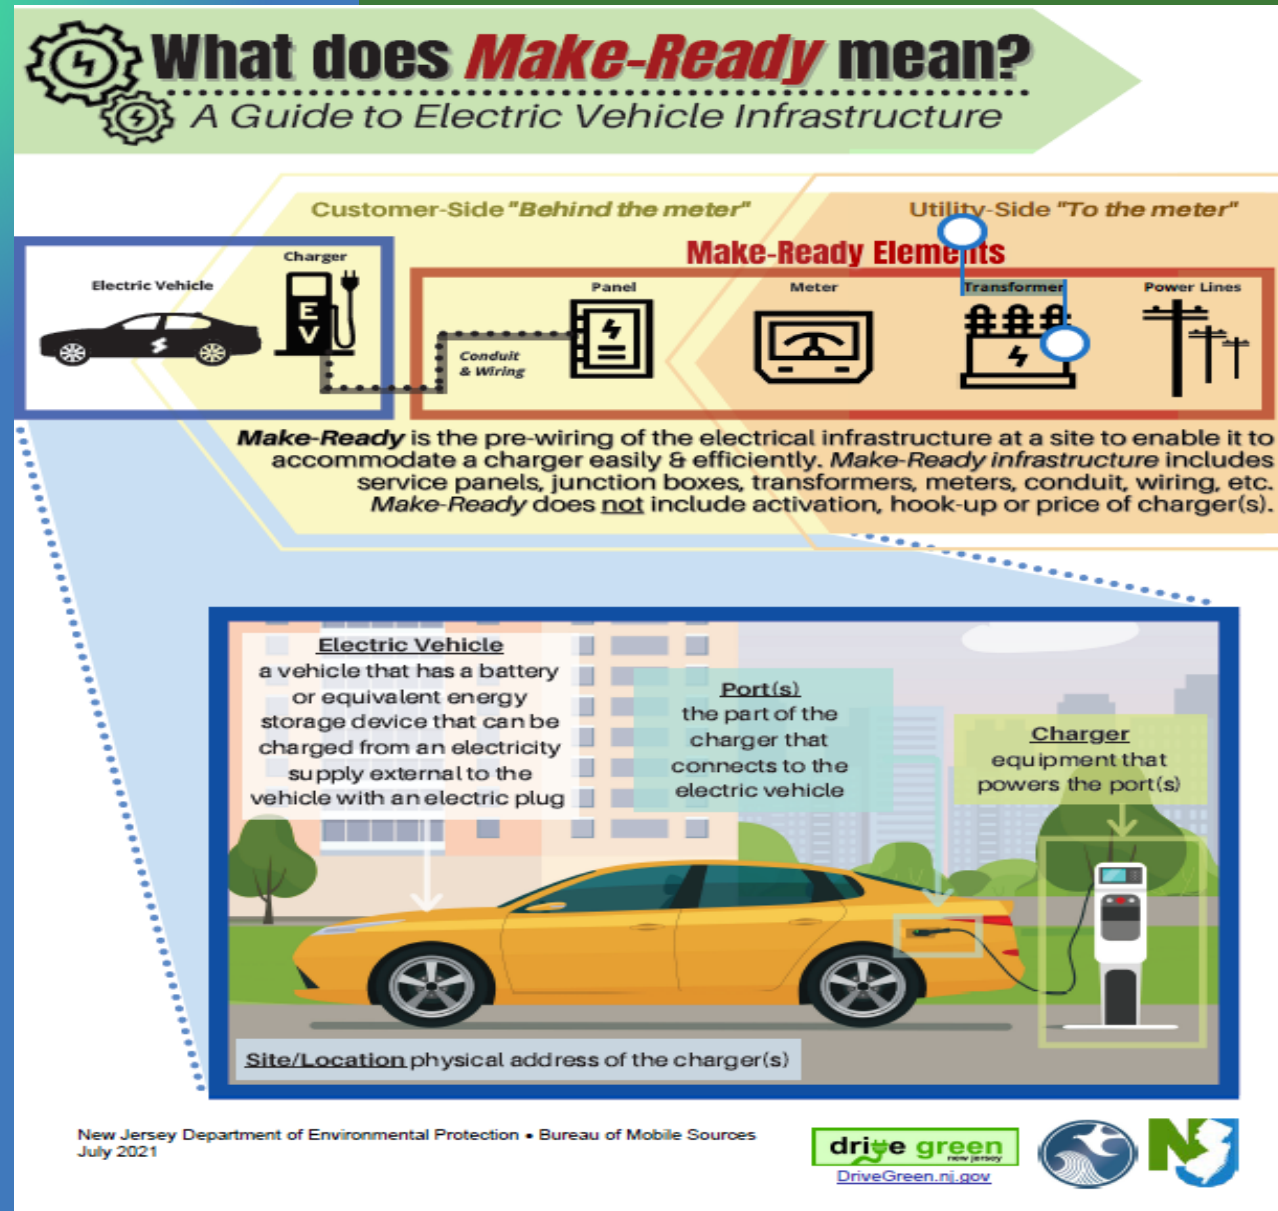 What does Make-Ready mean?
A Guide to Electric Vehicle Infrastructure
Customer-Side "Behind the meter"
Utility-Side "To the meter"
Make-Ready Elements
Electric Vehicle
Charger
EV
Conduit
& Wiring
Panel
Meter
Transformer
Power Lines
Make-Ready is the pre-wiring of the electrical infrastructure at a site to enable it to
accommodate a charger easily & efficiently. Make-Ready infrastructure includes
service panels, junction boxes, transformers, meters, conduit, wiring, etc.
Make-Ready does not include activation, hook-up or price of charger(s).
Electric Vehicle
a vehicle that has a battery
or equivalent energy
storage device that can be
charged from an electricity
supply external to the
vehicle with an electric plug
Port(s)
the part of the
charger that
connects to the
electric vehicle
Charger
equipment that
powers the port(s)
Site/Location physical address of the charger(s)
New Jersey Department of Environmental Protection • Bureau of Mobile Sources
July 2021
drive green
new jersey
DriveGreen.nj.gov
NJ